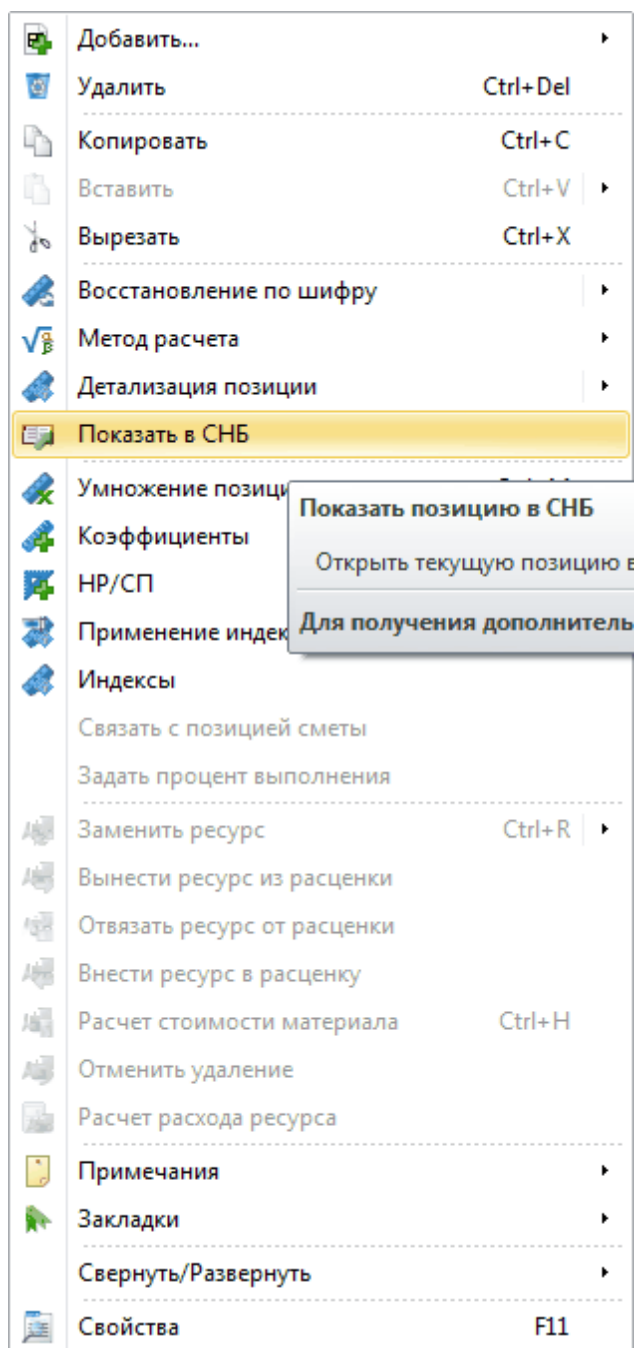 Добавить...
Удалить Ctrl+Del
Копировать Ctrl+C
Вставить Ctrl+V
Вырезать Ctrl+X
Восстановление по шифру
Метод расчета
Детализация позиции
Показать в СНБ
Умножение позици
Показать позицию в СНБ
Коэффициенты
Открыть текущую позицию в
НР/СП
Применение индек
Для получения дополнитель
Индексы
Связать с позицией сметы
Задать процент выполнения
Заменить ресурс Ctrl+R
Вынести ресурс из расценки
Отвязать ресурс от расценки
Внести ресурс в расценку
Расчет стоимости материала Ctrl+H
Отменить удаление
Расчет расхода ресурса
Примечания
Закладки
Свернуть/Развернуть
Свойства F11